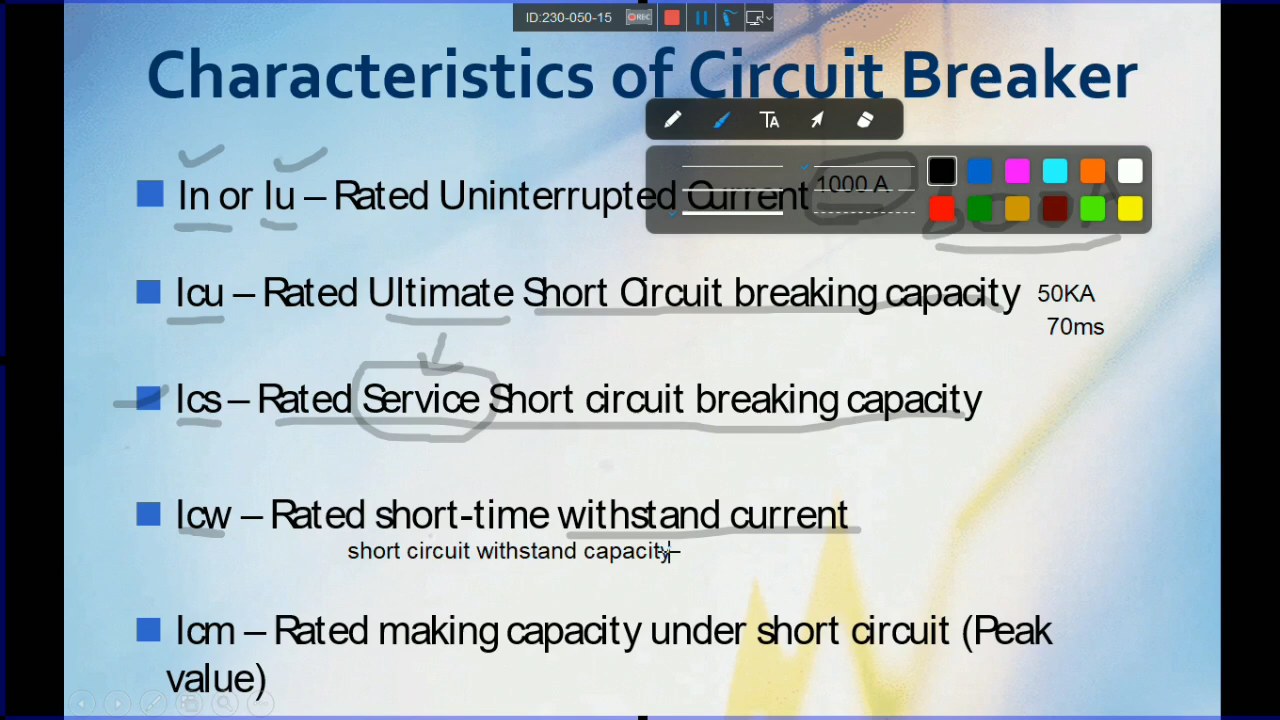 ID:230-050-15
REC
Characteristics of Circuit Breaker
TA
In or Iu – Rated Uninterrupted Current
1000 A
Icu – Rated Ultimate Short Circuit breaking capacity
50KA
70ms
Ics – Rated Service Short circuit breaking capacity
Icw – Rated short-time withstand current
short circuit withstand capacity
Icm – Rated making capacity under short circuit (Peak
value)